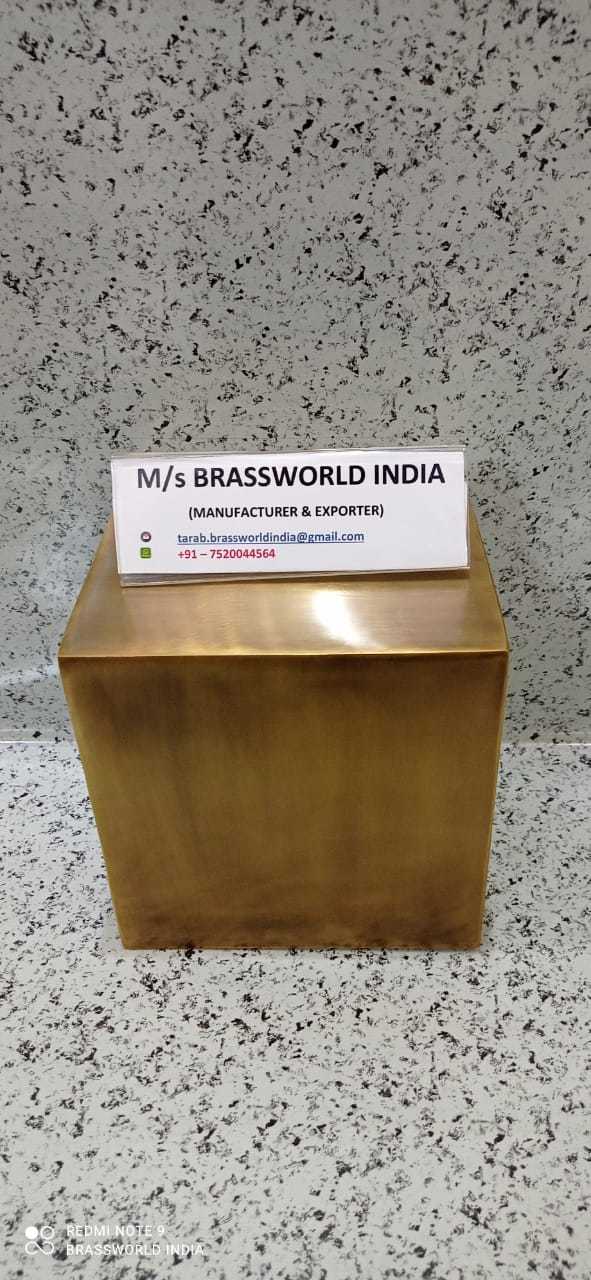 M/s BRASSWORLD INDIA
(MANUFACTURER & EXPORTER)
tarab.brassworldindia@gmail.com
+91 – 7520044564
REDMI NOTE 9
BRASSWORLD INDIA